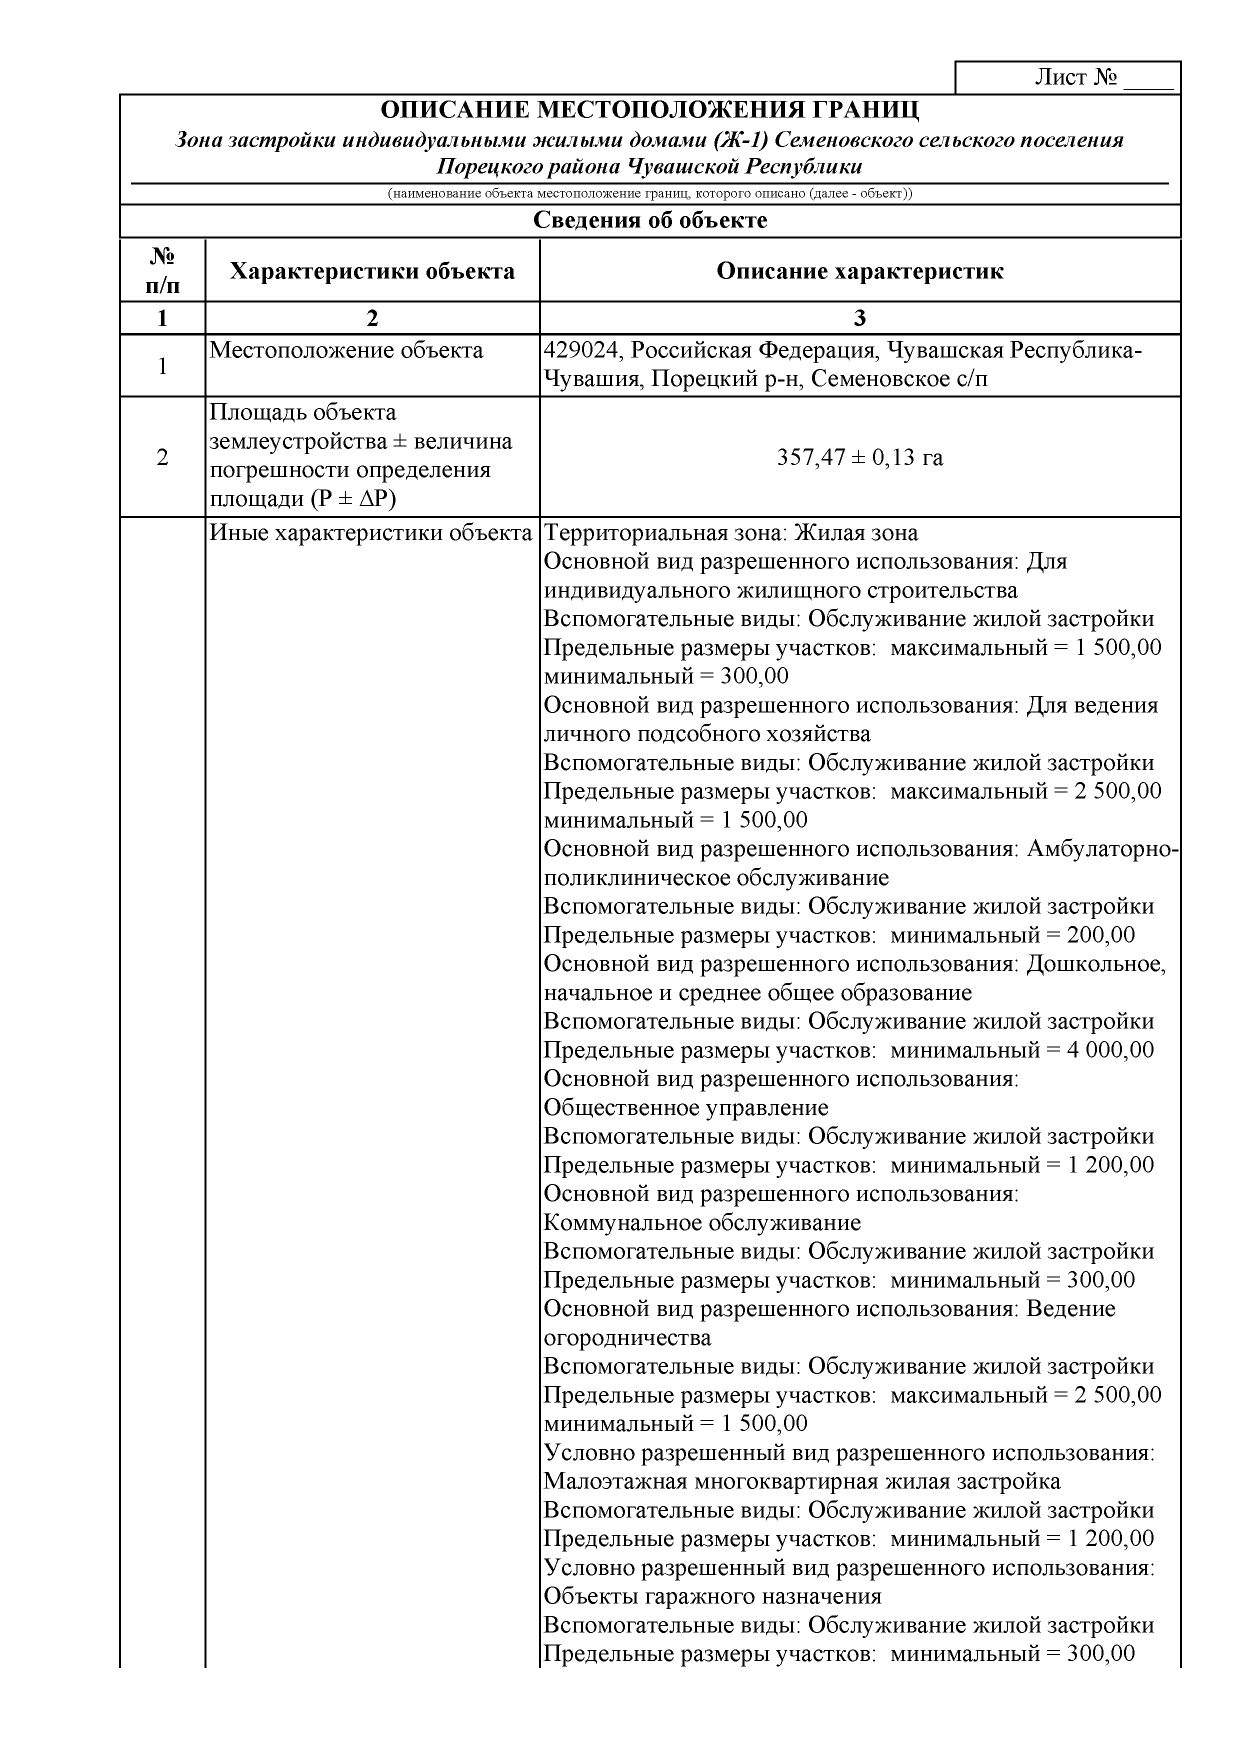 Лист № ____
ОПИСАНИЕ МЕСТОПОЛОЖЕНИЯ ГРАНИЦ
Зона застройки индивидуальными жилыми домами (Ж-1) Семеновского сельского поселения
Порецкого района Чувашской Республики
(наименование объекта местоположение границ, которого описано (далее - объект))
Сведения об объекте
№ п/п
Характеристики объекта
Описание характеристик
1
2
3
1
Местоположение объекта
429024, Российская Федерация, Чувашская Республика-
Чувашия, Порецкий р-н, Семеновское с/п
2
Площадь объекта
землеустройства ± величина
погрешности определения
площади (P ± ∆P)
357,47 ± 0,13 га
Иные характеристики объекта
Территориальная зона: Жилая зона
Основной вид разрешенного использования: Для
индивидуального жилищного строительства
Вспомогательные виды: Обслуживание жилой застройки
Предельные размеры участков:  максимальный = 1 500,00
минимальный = 300,00
Основной вид разрешенного использования: Для ведения
личного подсобного хозяйства
Вспомогательные виды: Обслуживание жилой застройки
Предельные размеры участков:  максимальный = 2 500,00
минимальный = 1 500,00
Основной вид разрешенного использования: Амбулаторно-
поликлиническое обслуживание
Вспомогательные виды: Обслуживание жилой застройки
Предельные размеры участков:  минимальный = 200,00
Основной вид разрешенного использования: Дошкольное,
начальное и среднее общее образование
Вспомогательные виды: Обслуживание жилой застройки
Предельные размеры участков:  минимальный = 4 000,00
Основной вид разрешенного использования:
Общественное управление
Вспомогательные виды: Обслуживание жилой застройки
Предельные размеры участков:  минимальный = 1 200,00
Основной вид разрешенного использования:
Коммунальное обслуживание
Вспомогательные виды: Обслуживание жилой застройки
Предельные размеры участков:  минимальный = 300,00
Основной вид разрешенного использования: Ведение
огородничества
Вспомогательные виды: Обслуживание жилой застройки
Предельные размеры участков:  максимальный = 2 500,00
минимальный = 1 500,00
Условно разрешенный вид разрешенного использования:
Малоэтажная многоквартирная жилая застройка
Вспомогательные виды: Обслуживание жилой застройки
Предельные размеры участков:  минимальный = 1 200,00
Условно разрешенный вид разрешенного использования:
Объекты гаражного назначения
Вспомогательные виды: Обслуживание жилой застройки
Предельные размеры участков:  минимальный = 300,00